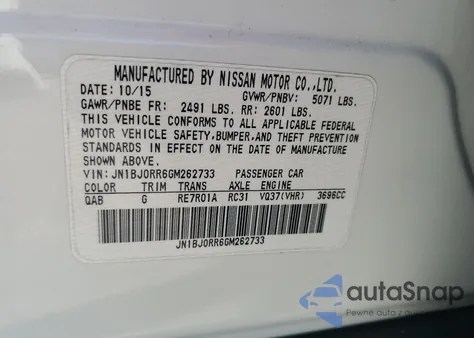 MANUFACTURED BY NISSAN MOTOR CO.,LTD.
DATE: 10/15 GVWR/PNBV: 5071 LBS.
GAWR/PNBE FR: 2491 LBS. RR: 2601 LBS.
THIS VEHICLE CONFORMS TO ALL APPLICABLE FEDERAL
MOTOR VEHICLE SAFETY, BUMPER, AND THEFT PREVENTION
STANDARDS IN EFFECT ON THE DATE OF MANUFACTURE
SHOWN ABOVE.
VIN: JN1BJ0RR6GM262733 PASSENGER CAR
COLOR TRIM TRANS AXLE ENGINE
QAB G RE7R01A RC31 VQ37(VHR) 3696CC
JN1BJ0RR6GM262733
autoSnap
Pewne auta z